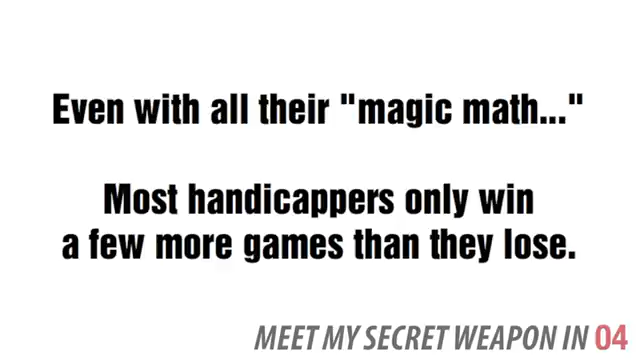 Even with all their "magic math..."
Most handicappers only win
a few more games than they lose.
MEET MY SECRET WEAPON IN 04